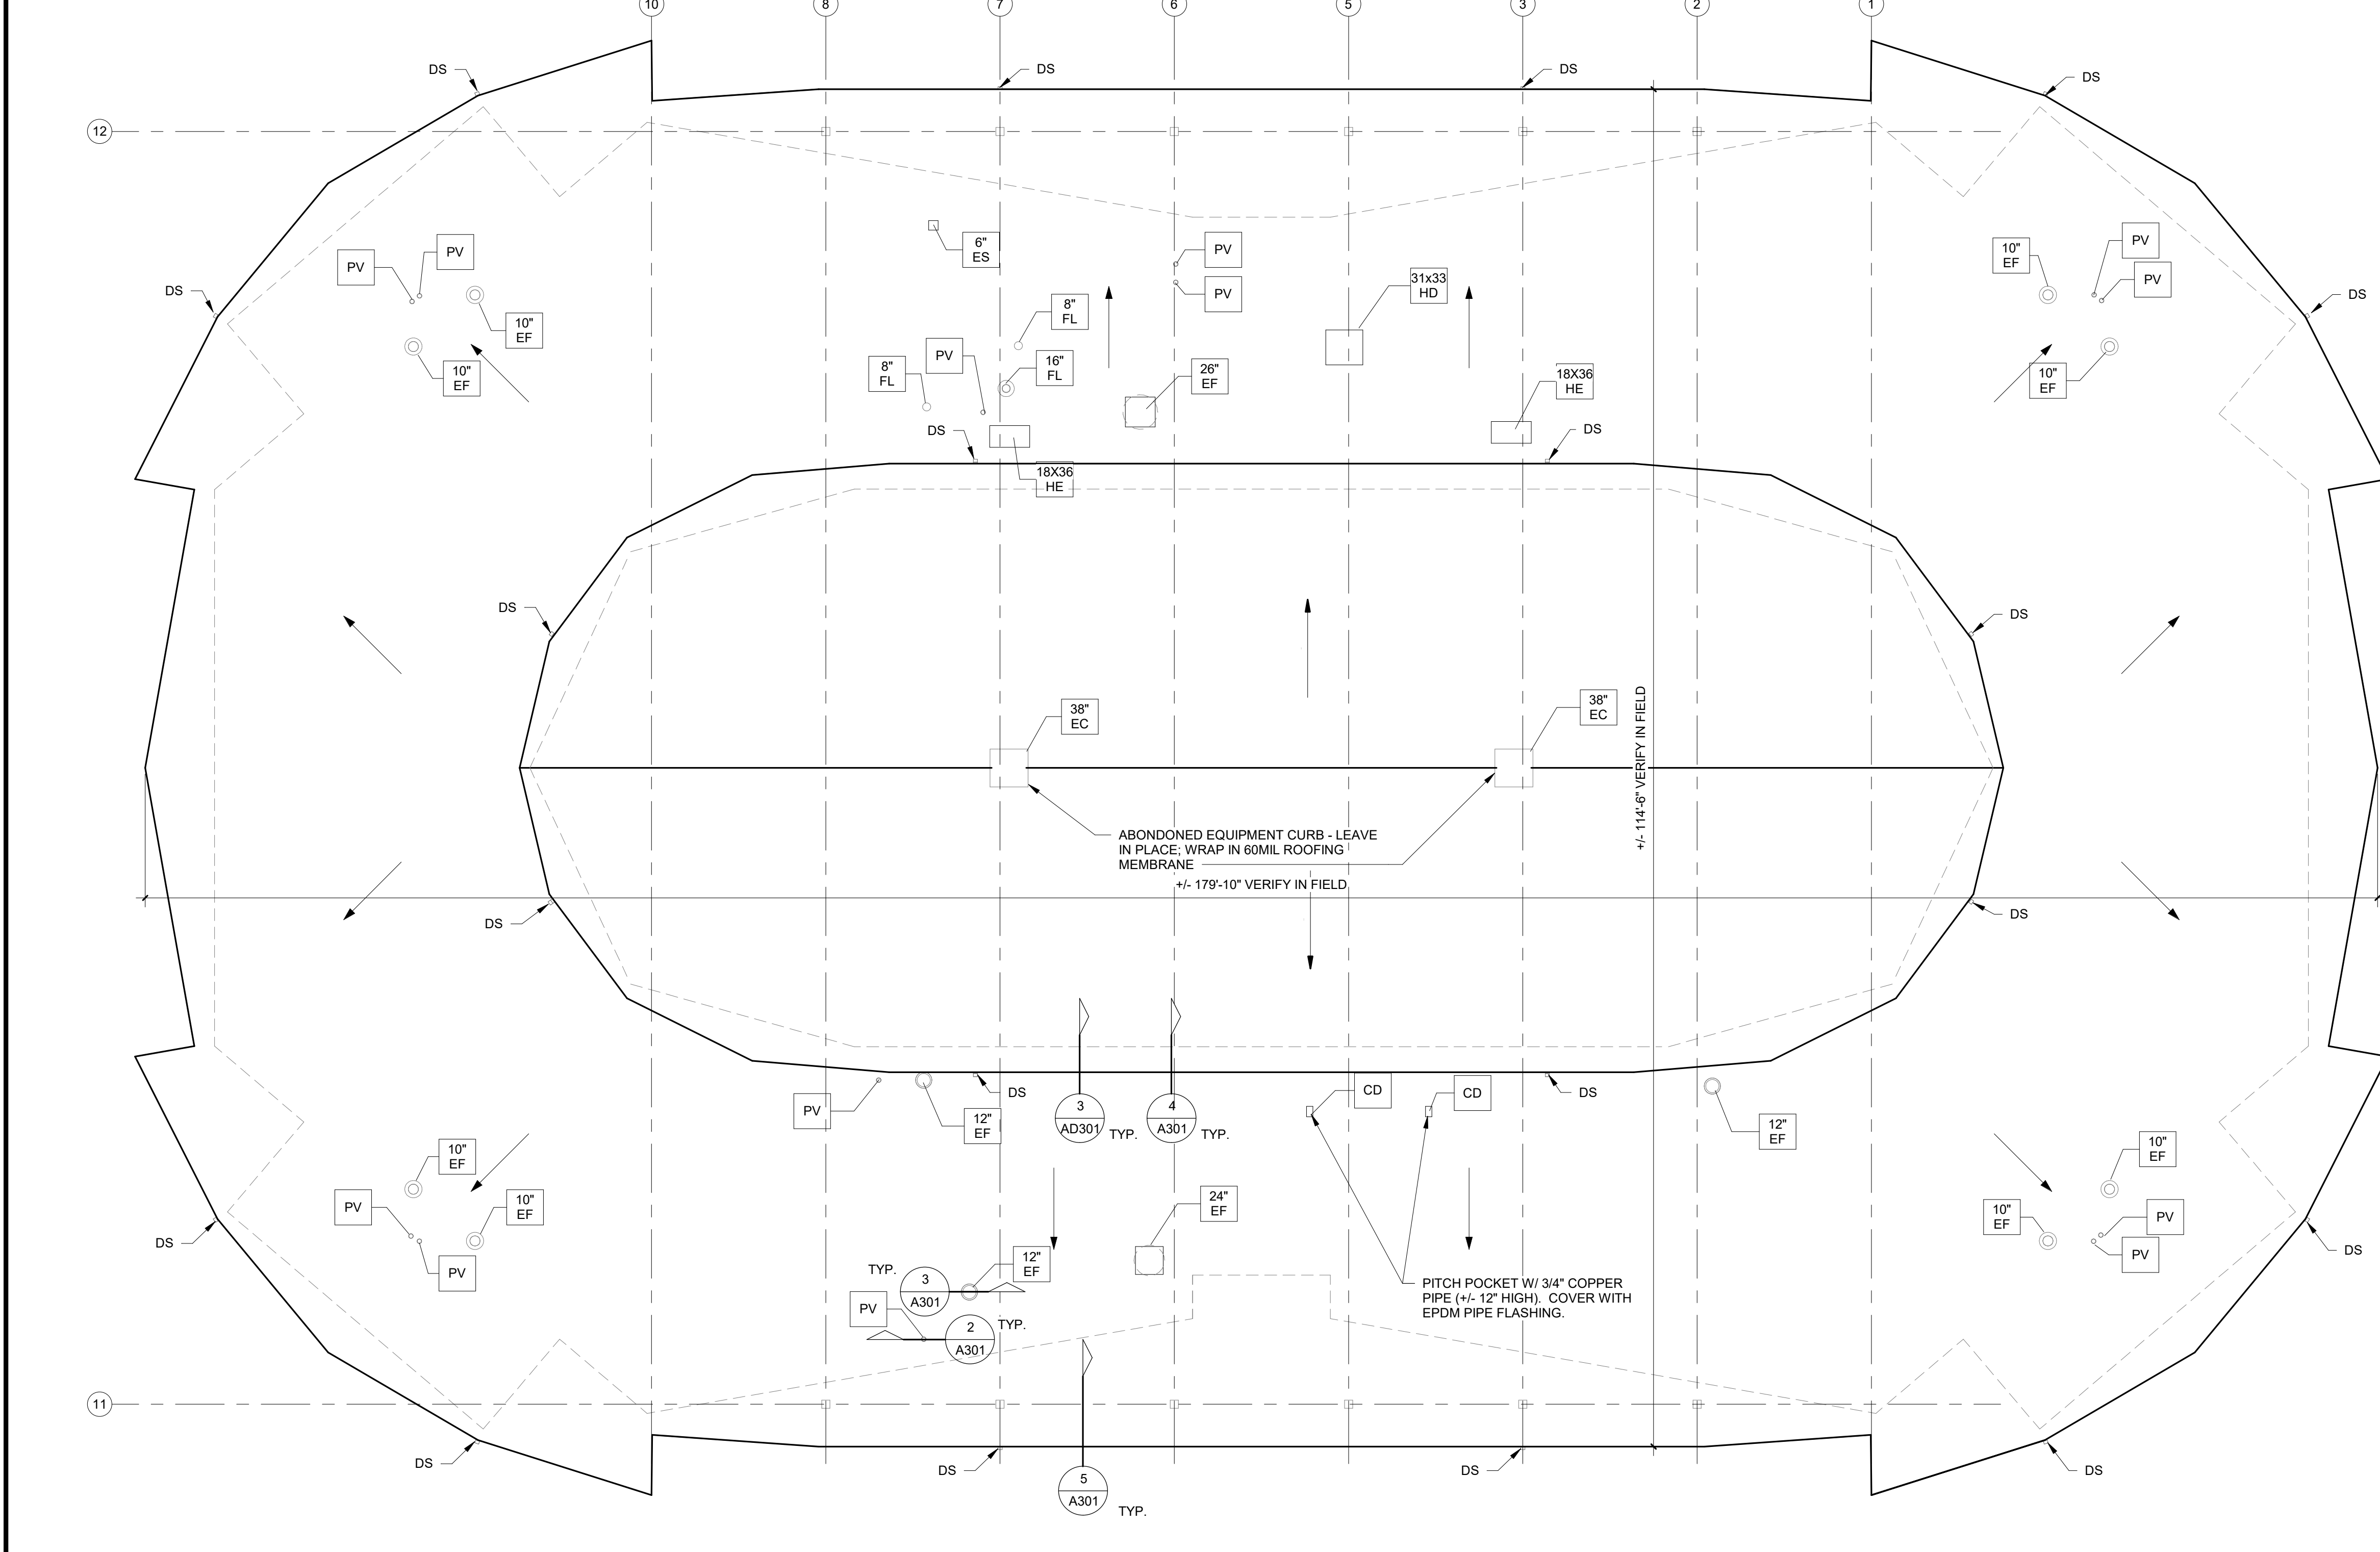 10
8
7
6
5
3
2
1
DS
DS
DS
DS
12
PV
PV
6"
ES
PV
PV
31x33
HD
10"
EF
PV
PV
DS
DS
10"
EF
10"
EF
8"
FL
8"
FL
PV
16"
FL
26"
EF
18X36
HE
10"
EF
DS
DS
18X36
HE
DS
DS
38"
EC
38"
EC
+/- 114'-6" VERIFY IN FIELD
ABONDONED EQUIPMENT CURB - LEAVE
IN PLACE; WRAP IN 60MIL ROOFING
MEMBRANE
+/- 179'-10" VERIFY IN FIELD
DS
DS
PV
12"
EF
DS
3
AD301
TYP.
4
A301
TYP.
CD
CD
DS
12"
EF
10"
EF
10"
EF
PV
PV
24"
EF
10"
EF
10"
EF
PV
PV
DS
DS
TYP.
3
A301
12"
EF
PV
2
A301
TYP.
PITCH POCKET W/ 3/4" COPPER
PIPE (+/- 12" HIGH). COVER WITH
EPDM PIPE FLASHING.
11
DS
DS
DS
DS
5
A301
TYP.